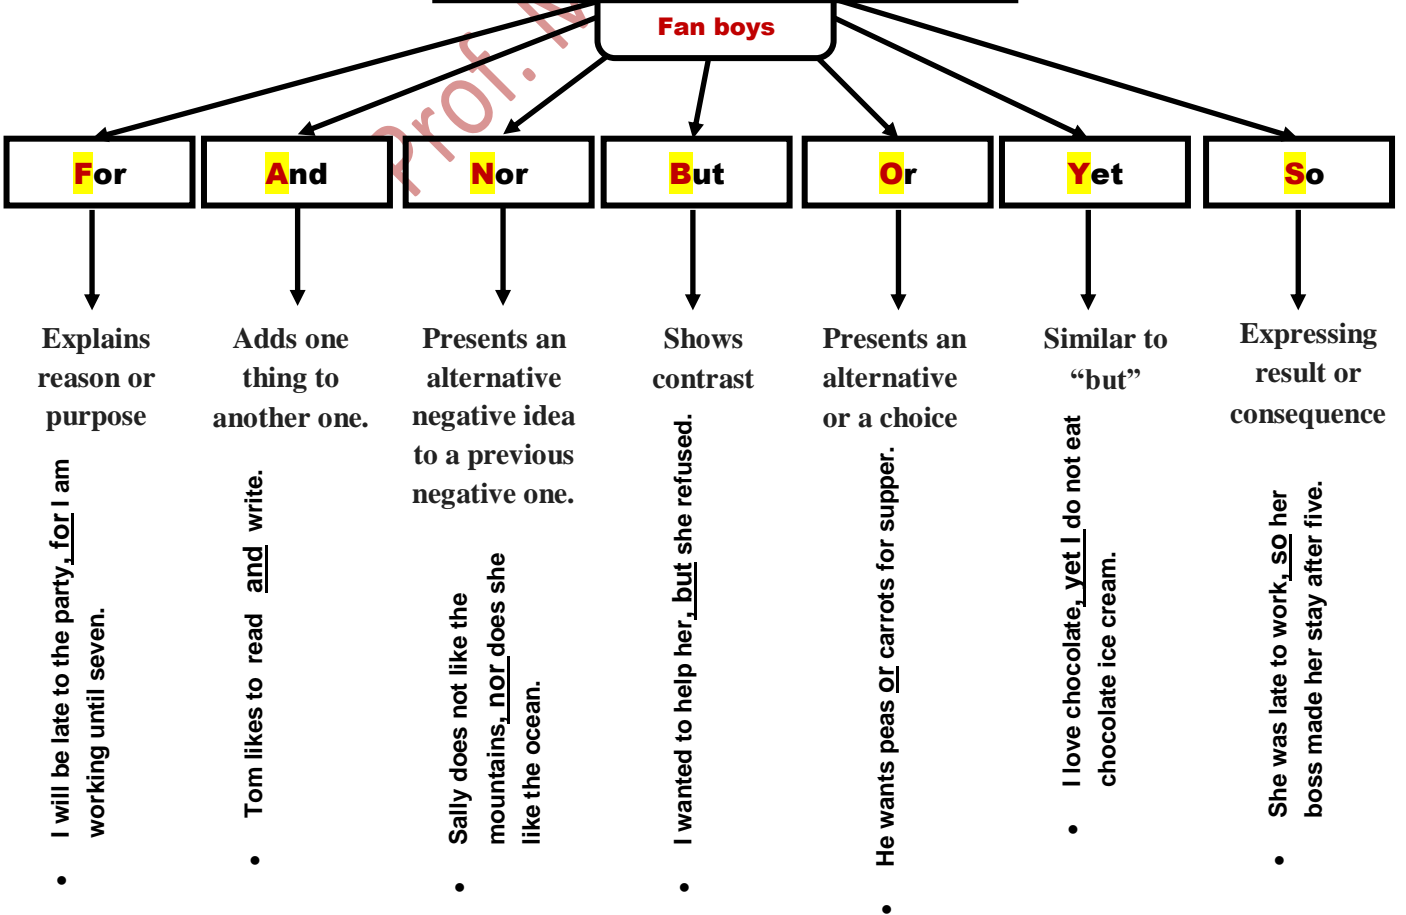 Fan boys
Prof.
For
And
Nor
But
Or
Yet
So
Explains
reason or
purpose
Adds one
thing to
another one.
Presents an
alternative
negative idea
to a previous
negative one.
Shows
contrast
Presents an
alternative
or a choice
Similar to
“but”
Expressing
result or
consequence
• I will be late to the party, for I am
working until seven.
• Tom likes to read and write.
• Sally does not like the
mountains, nor does she
like the ocean.
• I wanted to help her, but she refused.
• He wants peas or carrots for supper.
• I love chocolate, yet I do not eat
chocolate ice cream.
• She was late to work, so her
boss made her stay after five.